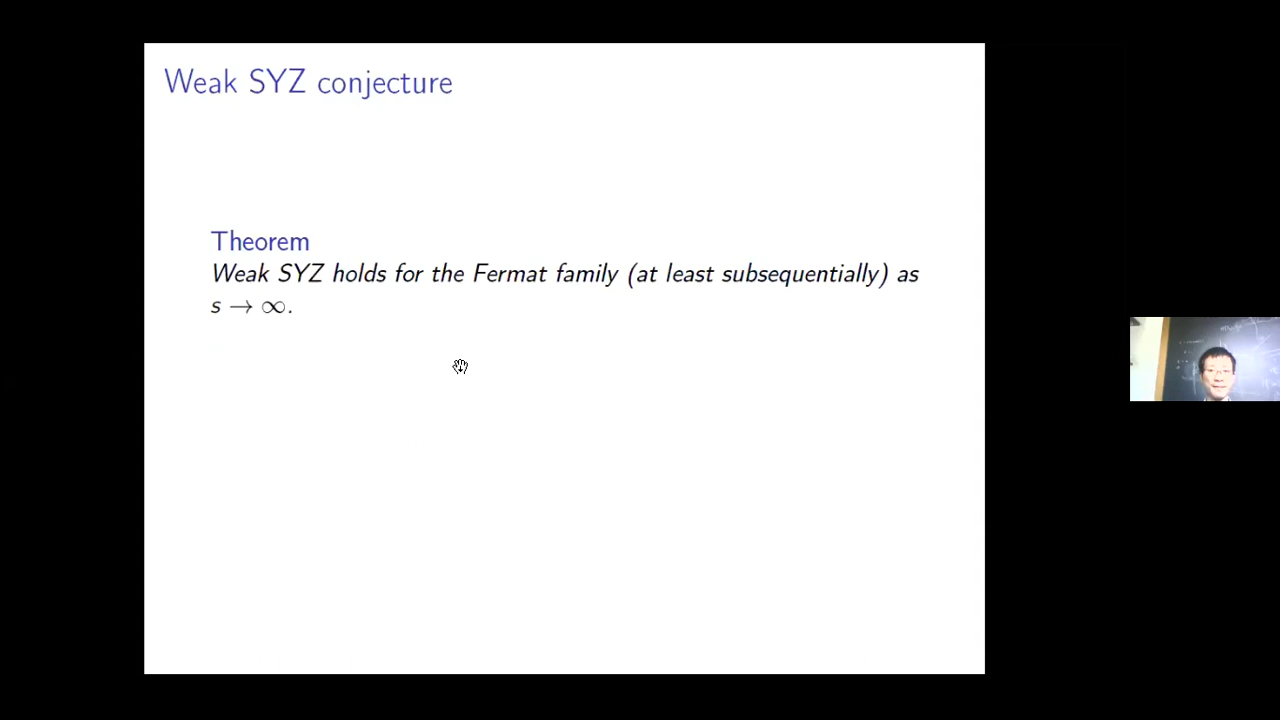 Weak SYZ conjecture
Theorem
Weak SYZ holds for the Fermat family (at least subsequentially) as
s → ∞.